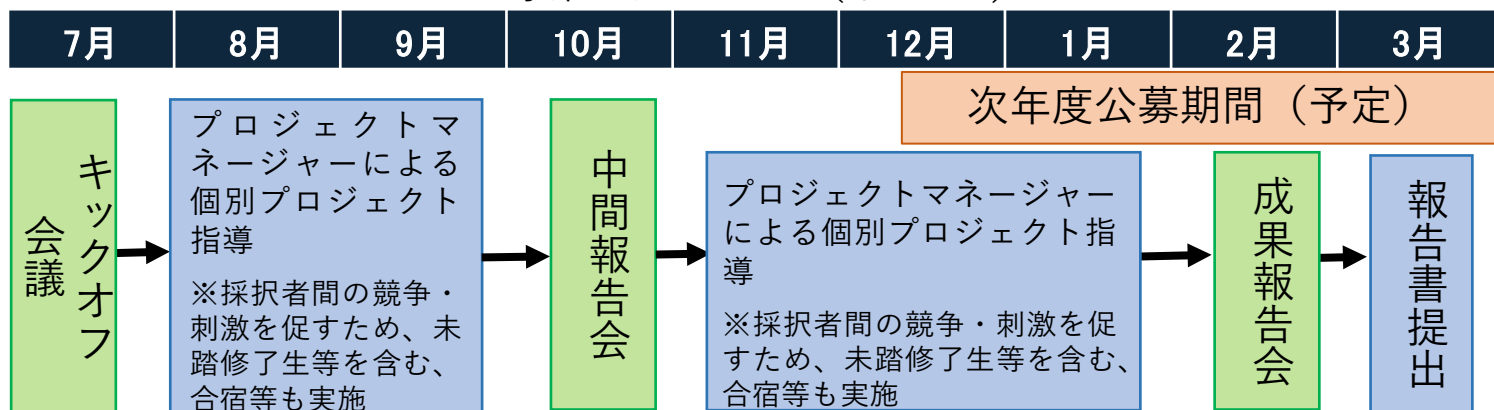 7月 8月 9月 10月 11月 12月 1月 2月 3月
次年度公募期間（予定）
キックオフ
会議
プロジェクトマ
ネージャーによる
個別プロジェクト
指導
※採択者間の競争・
刺激を促すため、未
踏修了生等を含む、
合宿等も実施
中間報告会
プロジェクトマネージャー
による個別プロジェクト指
導
※採択者間の競争・刺激を促
すため、未踏修了生等を含む、
合宿等も実施
成果報告会
報告書提出